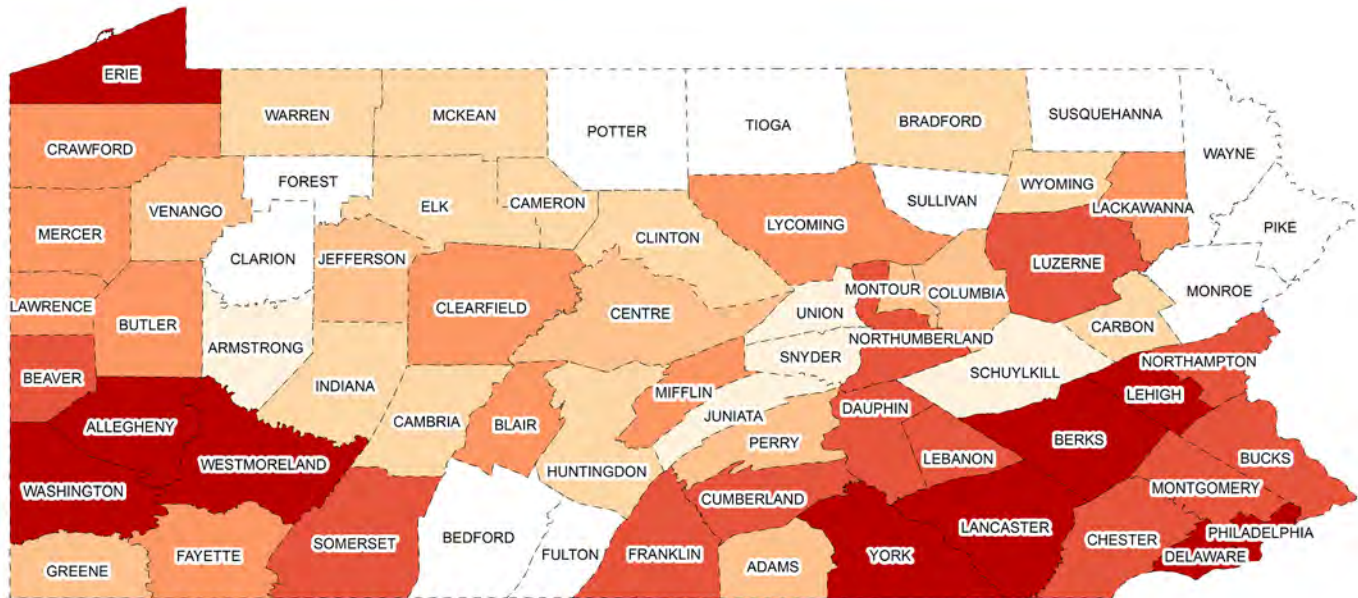 ERIE
WARREN
MCKEAN
POTTER
TIOGA
BRADFORD
SUSQUEHANNA
WAYNE
CRAWFORD
FOREST
VENANGO
ELK
CAMERON
LYCOMING
SULLIVAN
WYOMING
LACKAWANNA
PIKE
MERCER
CLARION
JEFFERSON
CLINTON
LUZERNE
MONROE
LAWRENCE
BUTLER
CLEARFIELD
CENTRE
UNION
MONTOUR
COLUMBIA
CARBON
ARMSTRONG
SNYDER
NORTHUMBERLAND
NORTHAMPTON
BEAVER
INDIANA
MIFFLIN
SCHUYLKILL
LEHIGH
ALLEGHENY
CAMBRIA
BLAIR
JUNIATA
DAUPHIN
BERKS
WESTMORELAND
HUNTINGDON
PERRY
LEBANON
BUCKS
WASHINGTON
CUMBERLAND
MONTGOMERY
GREENE
FAYETTE
SOMERSET
BEDFORD
FULTON
FRANKLIN
ADAMS
YORK
LANCASTER
CHESTER
PHILADELPHIA
DELAWARE